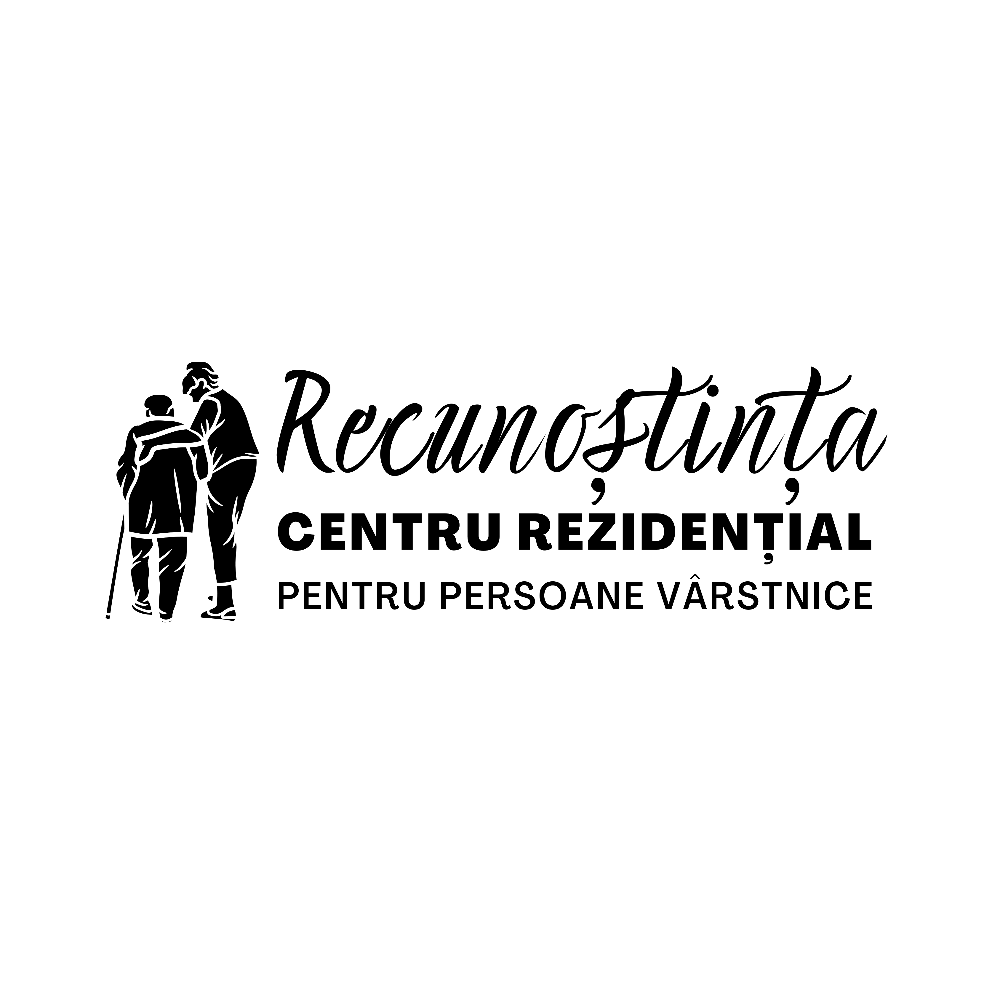 Recunoștința
CENTRU REZIDENȚIAL
PENTRU PERSOANE VÂRSTNICE